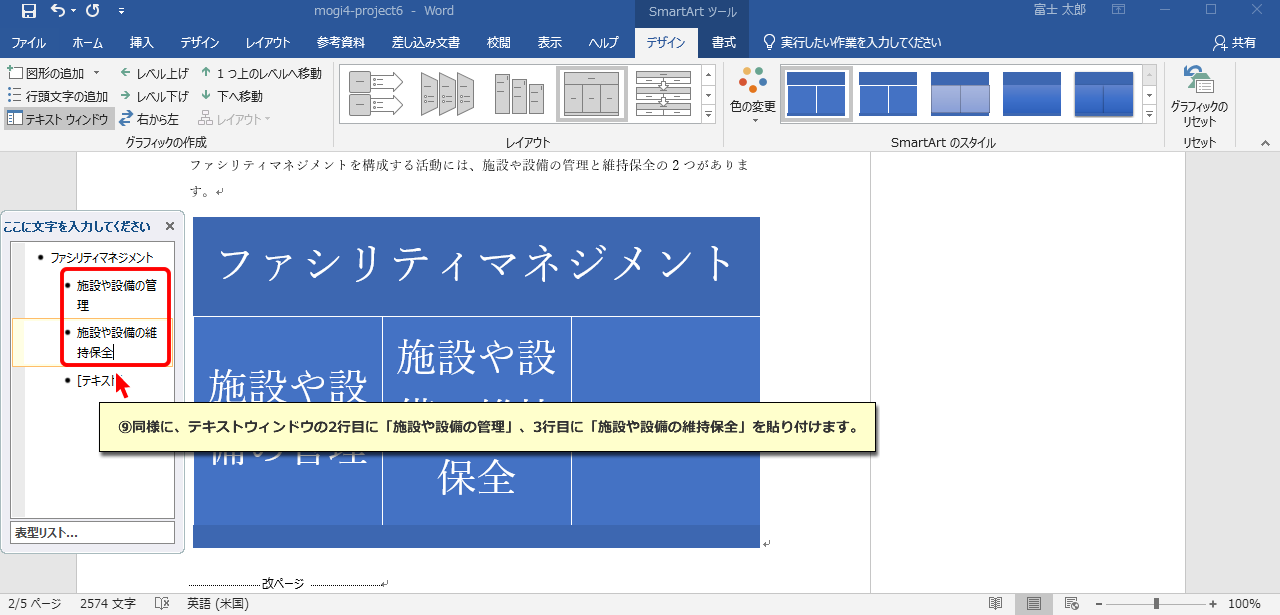 mogi4-project6 - Word
SmartArt ツール
富士 太郎
ファイル ホーム 挿入 デザイン レイアウト 参考資料 差し込み文書 校閲 表示 ヘルプ デザイン 書式 実行したい作業を入力してください 共有
図形の追加 レベル上げ 1 つ上のレベルへ移動
行頭文字の追加 レベル下げ 下へ移動
テキスト ウィンドウ 右から左 レイアウト
グラフィックの作成
レイアウト
色の変更
SmartArt のスタイル
グラフィックの
リセット
リセット
ファシリティマネジメントを構成する活動には、施設や設備の管理と維持保全の 2 つがありま
す。
ここに文字を入力してください
ファシリティマネジメント
施設や設備の管
理
施設や設備の維
持保全
[テキスト
表型リスト...
ファシリティマネジメント
施設や設
備の管理
施設や設
備の維持
保全
⑨同様に、テキストウィンドウの2行目に「施設や設備の管理」、3行目に「施設や設備の維持保全」を貼り付けます。
改ページ
2/5 ページ 2574 文字 英語 (米国) 100%